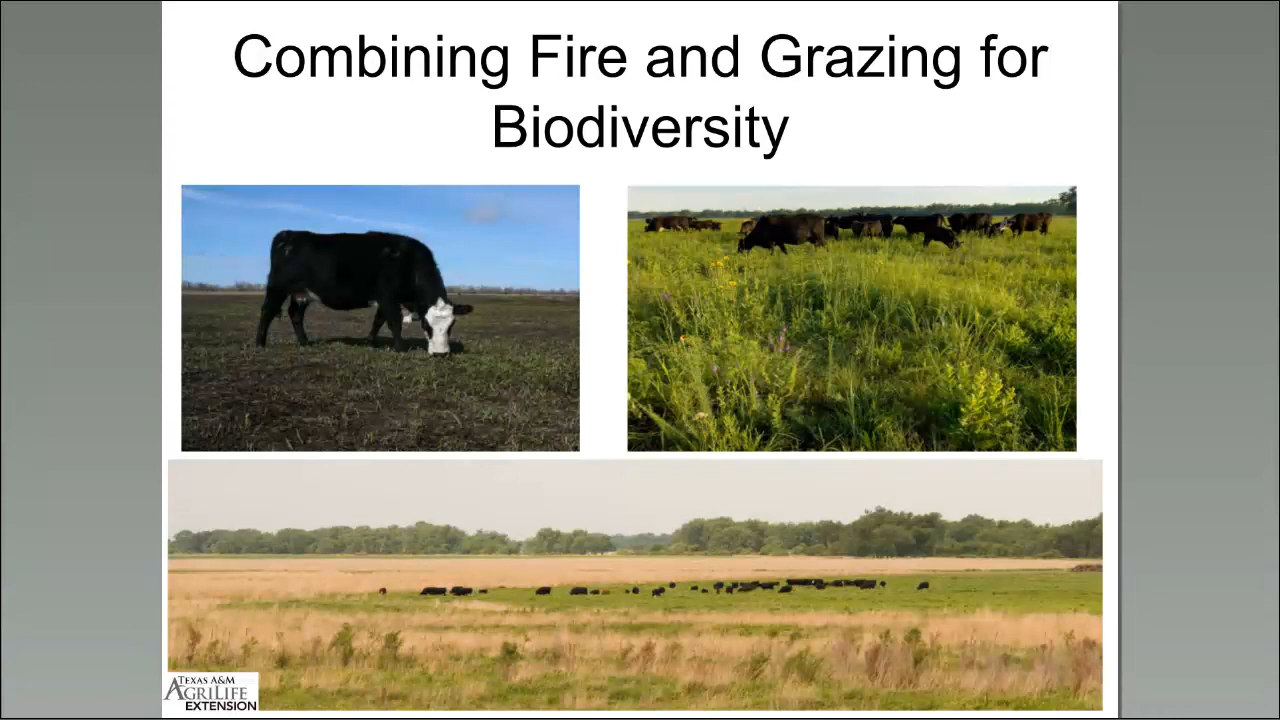 Combining Fire and Grazing for
Biodiversity
TEXAS A&M
AGRILIFE
EXTENSION